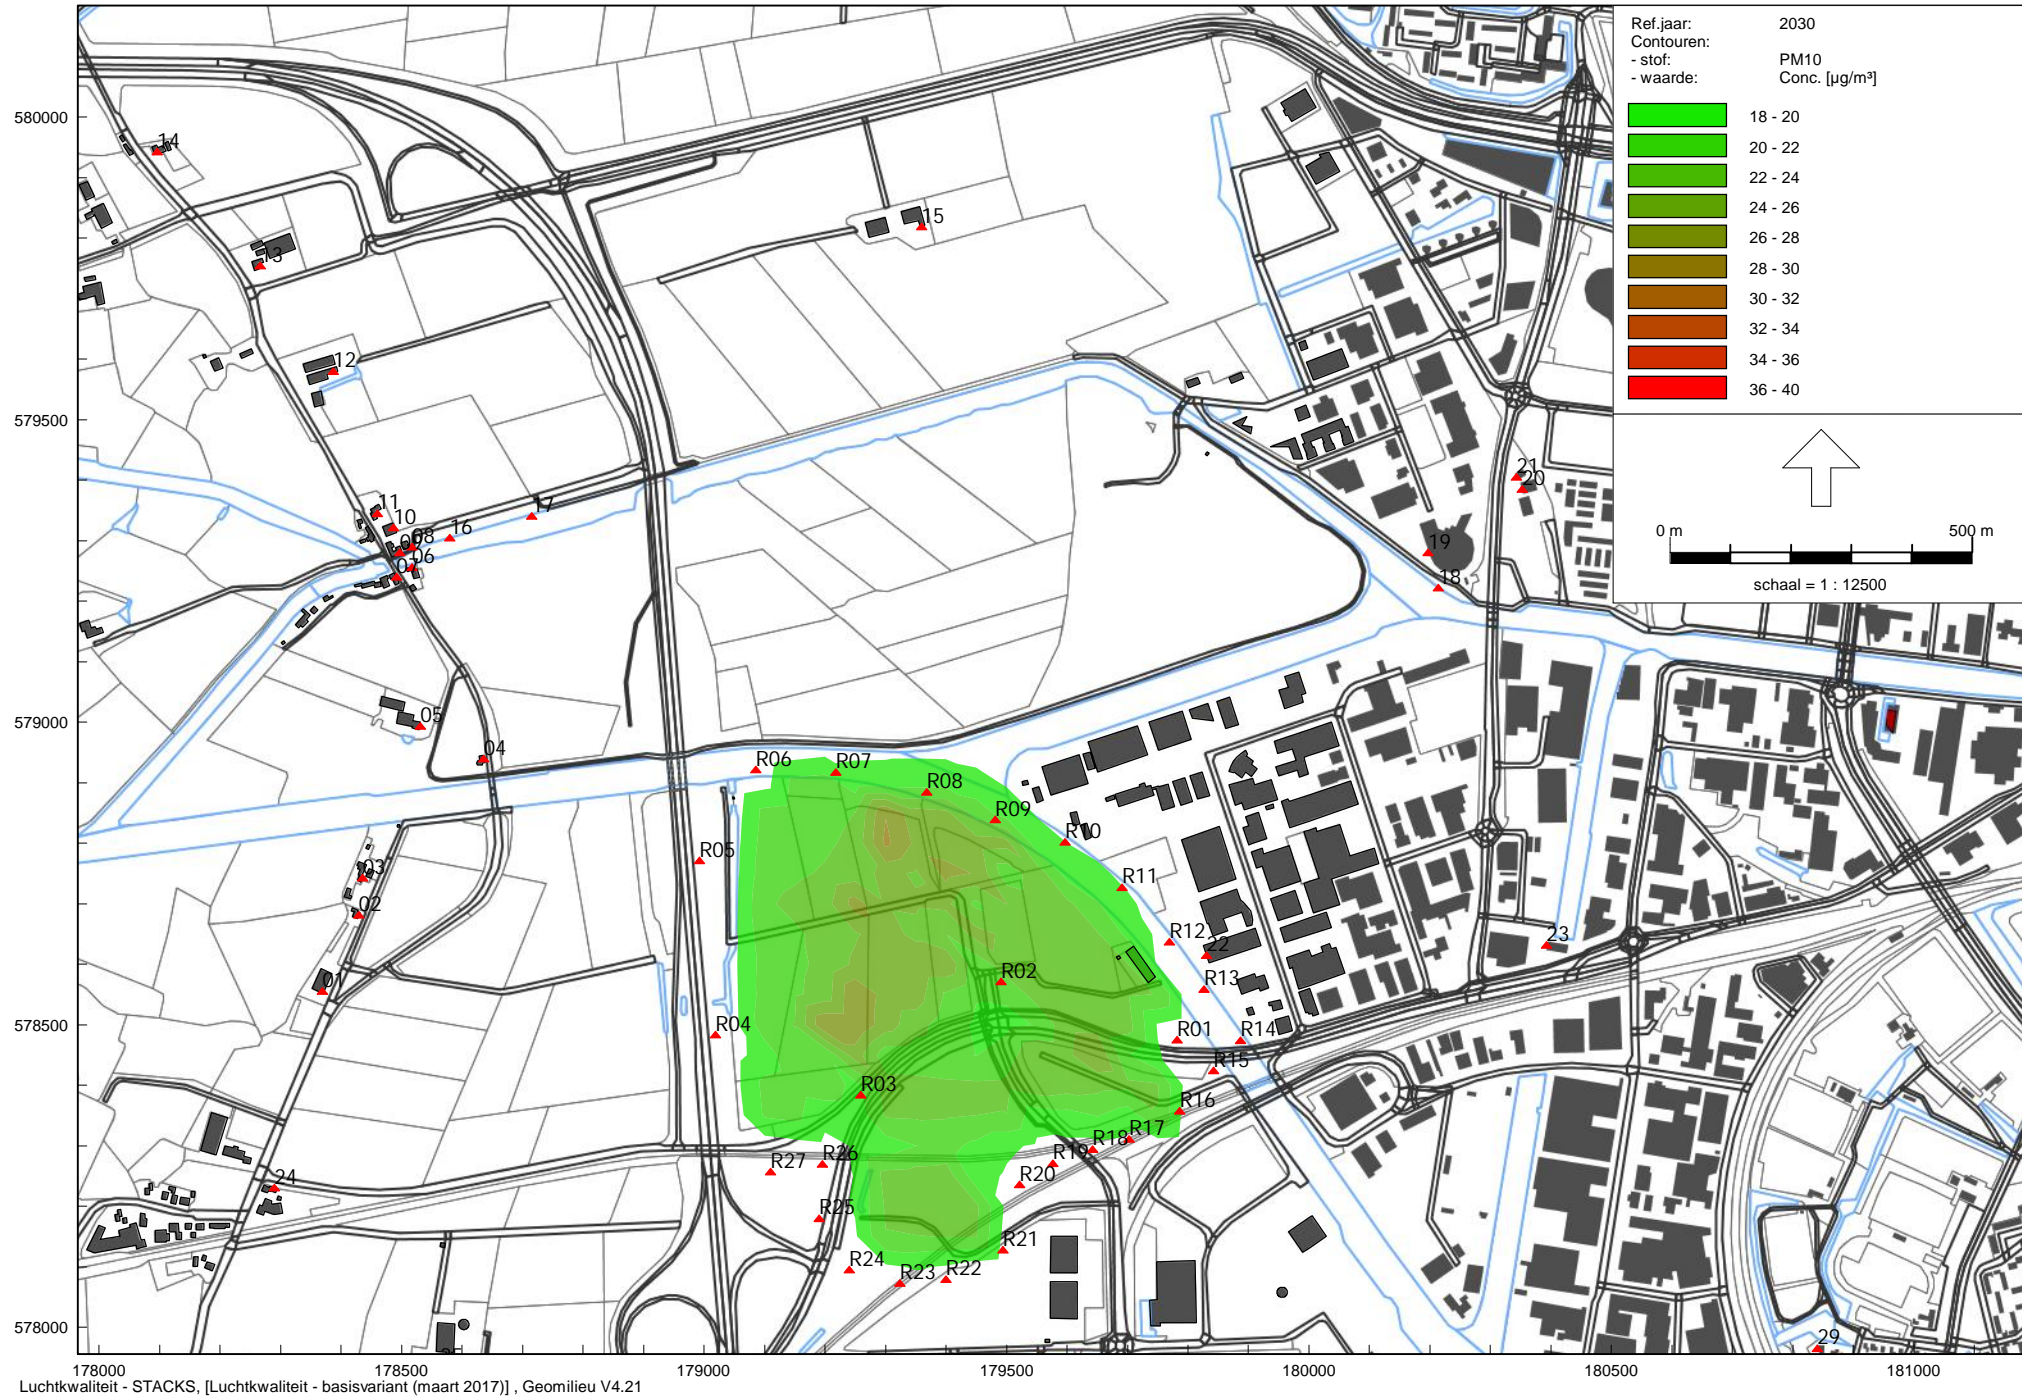 Ref.jaar: 2030
Contouren:
- stof: PM10
- waarde: Conc. [µg/m³]
18 - 20
20 - 22
22 - 24
24 - 26
26 - 28
28 - 30
30 - 32
32 - 34
34 - 36
36 - 40
0 m 500 m
schaal = 1 : 12500
580000
579500
579000
578500
578000
14
15
13
12
21
20
11
10
17
16
08
09
06
07
19
18
05
04
R06
R07
R08
R09
R10
R05
03
R11
02
R12
22
23
01
R02
R13
R04
R01
R14
R15
R03
R16
R17
R18
R19
R26
R27
R20
24
R25
R21
R24
R23
R22
29
178000 178500 179000 179500 180000 180500 181000
Luchtkwaliteit - STACKS, [Luchtkwaliteit - basisvariant (maart 2017)] , Geomilieu V4.21